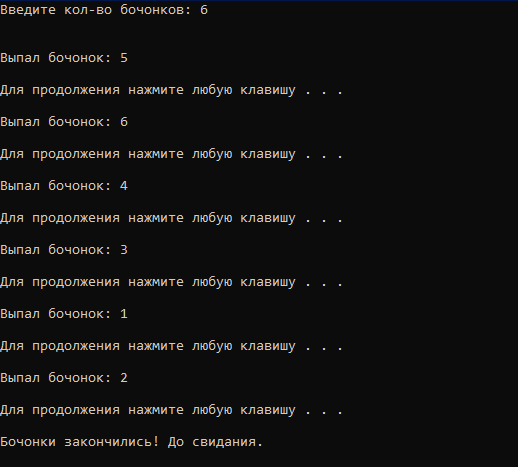 Введите кол-во бочонков: 6
Выпал бочонок: 5
Для продолжения нажмите любую клавишу . . .
Выпал бочонок: 6
Для продолжения нажмите любую клавишу . . .
Выпал бочонок: 4
Для продолжения нажмите любую клавишу . . .
Выпал бочонок: 3
Для продолжения нажмите любую клавишу . . .
Выпал бочонок: 1
Для продолжения нажмите любую клавишу . . .
Выпал бочонок: 2
Для продолжения нажмите любую клавишу . . .
Бочонки закончились! До свидания.